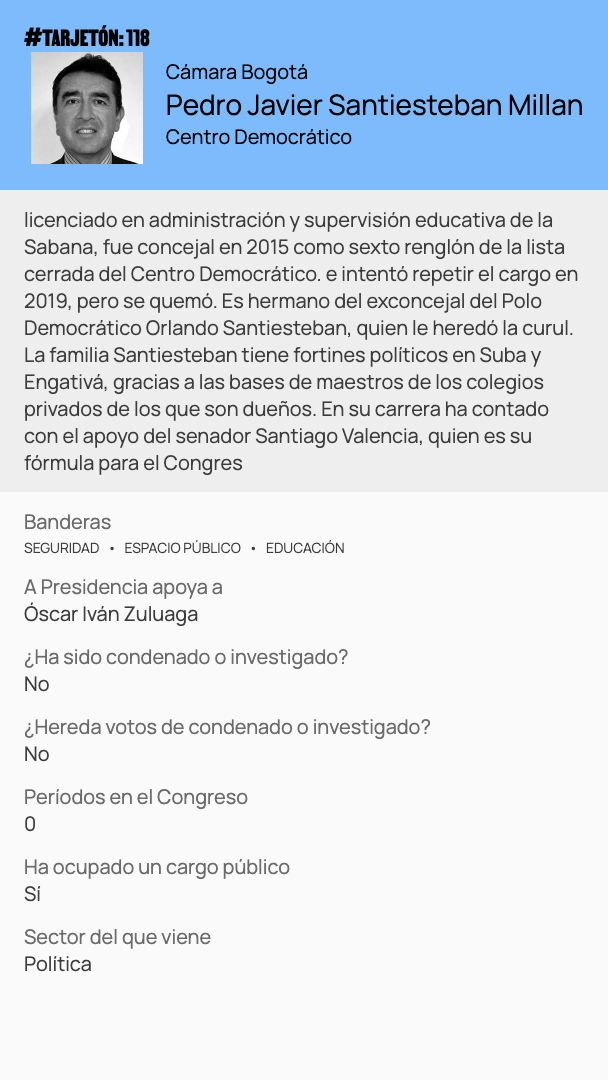 #TARJETÓN: 118
Cámara Bogotá
Pedro Javier Santiesteban Millan
Centro Democrático
licenciado en administración y supervisión educativa de la
Sabana, fue concejal en 2015 como sexto renglón de la lista
cerrada del Centro Democrático. e intentó repetir el cargo en
2019, pero se quemó. Es hermano del exconcejal del Polo
Democrático Orlando Santiesteban, quien le heredó la curul.
La familia Santiesteban tiene fortines políticos en Suba y
Engativá, gracias a las bases de maestros de los colegios
privados de los que son dueños. En su carrera ha contado
con el apoyo del senador Santiago Valencia, quien es su
fórmula para el Congres
Banderas
SEGURIDAD • ESPACIO PÚBLICO • EDUCACIÓN
A Presidencia apoya a
Óscar Iván Zuluaga
¿Ha sido condenado o investigado?
No
¿Hereda votos de condenado o investigado?
No
Períodos en el Congreso
0
Ha ocupado un cargo público
Sí
Sector del que viene
Política